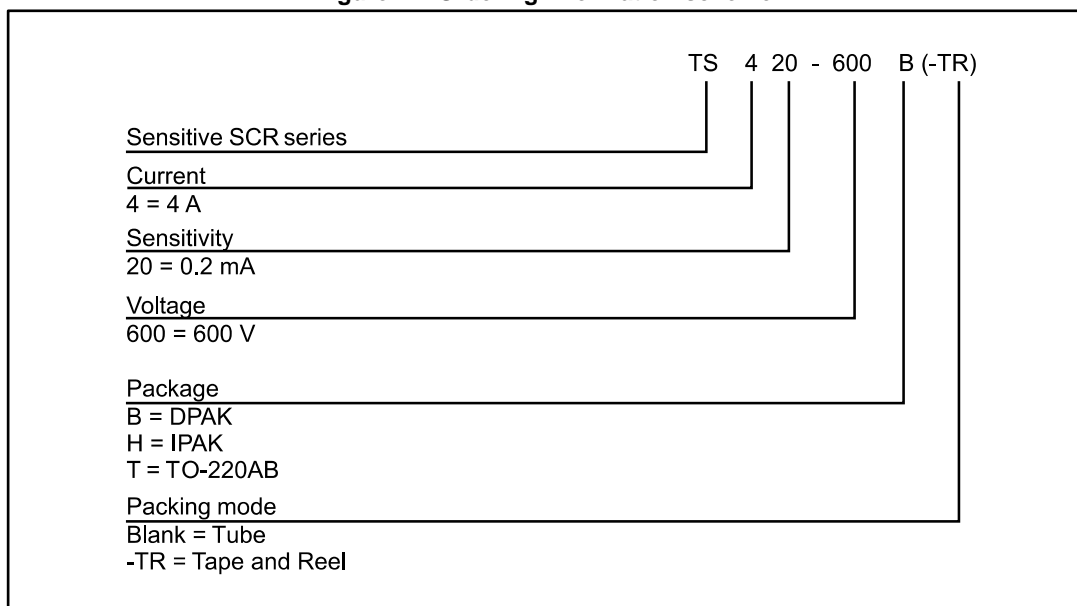 TS 4 20 - 600 B (-TR)
Sensitive SCR series
Current
4 = 4 A
Sensitivity
20 = 0.2 mA
Voltage
600 = 600 V
Package
B = DPAK
H = IPAK
T = TO-220AB
Packing mode
Blank = Tube
-TR = Tape and Reel